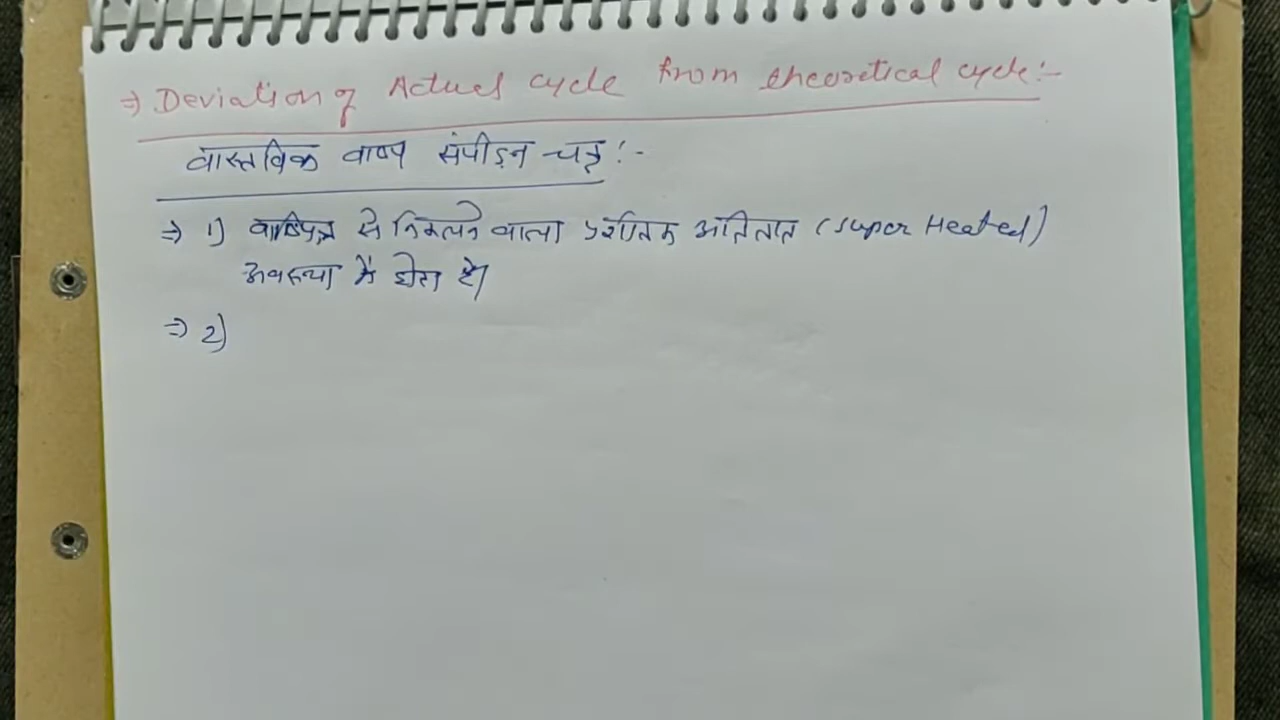 ⇒ Deviation of Actual cycle from theoretical cycle:-
वास्तविक वाष्प संपीड़न चक्र:-
⇒ 1) वाष्पित्र से निकलने वाला प्रशीतक अतितप्त (Super Heated)
अवस्था में होता है।
⇒ 2)